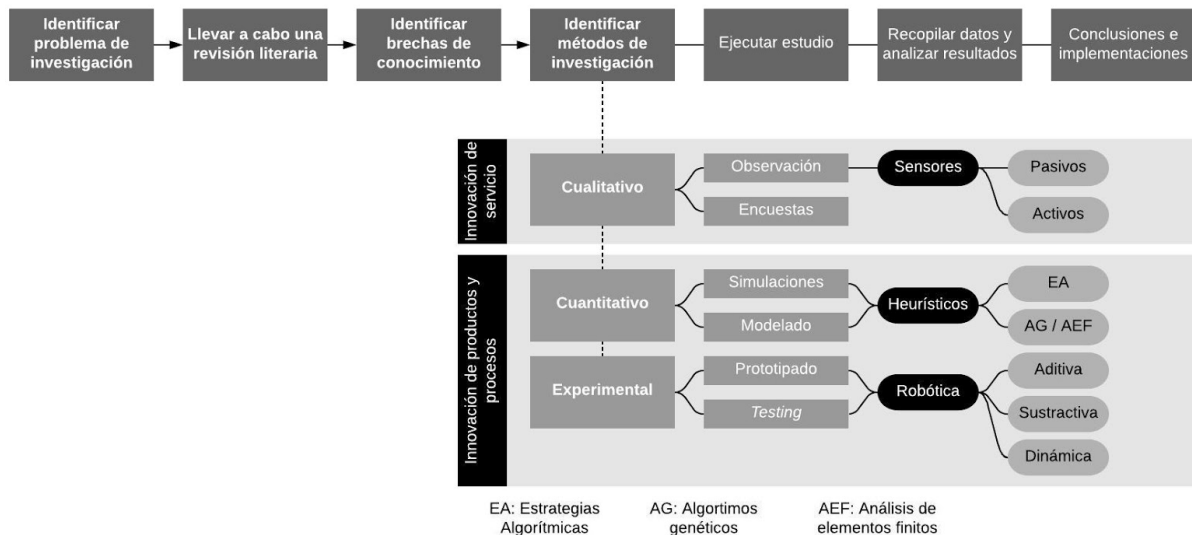 Identificar
problema de
investigación
Llevar a cabo una
revisión literaria
Identificar
brechas de
conocimiento
Identificar
métodos de
investigación
Ejecutar estudio
Recopilar datos y
analizar resultados
Conclusiones e
implementaciones
Innovación de
servicio
Cualitativo
Observación
Encuestas
Sensores
Pasivos
Activos
Innovación de productos y
procesos
Cuantitativo
Simulaciones
Modelado
Heurísticos
EA
AG / AEF
Experimental
Prototipado
Testing
Robótica
Aditiva
Sustractiva
Dinámica
EA: Estrategias
Algorítmicas
AG: Algortimos
genéticos
AEF: Análisis de
elementos finitos